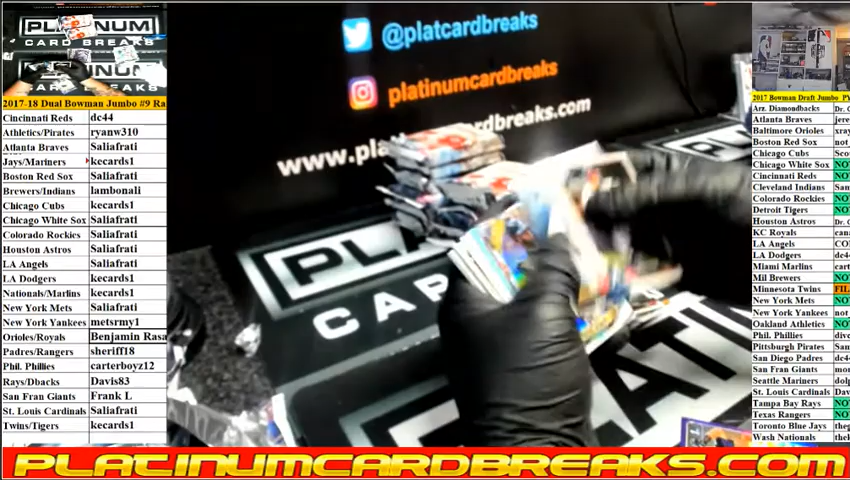 PLATINUM
CARD BREAKS
@platcardbreaks
platinumcardbreaks
2017-18 Dual Bowman Jumbo #9 Ra
Cincinnati Reds dc44
Athletics/Pirates ryanw310
Atlanta Braves Saliafrati
Jays/Mariners kecards1
Boston Red Sox Saliafrati
Brewers/Indians lambonali
Chicago Cubs kecards1
Chicago White Sox Saliafrati
Colorado Rockies Saliafrati
Houston Astros Saliafrati
LA Angels Saliafrati
LA Dodgers kecards1
Nationals/Marlins kecards1
New York Mets Saliafrati
New York Yankees metsrmy1
Orioles/Royals Benjamin Rasa
Padres/Rangers sheriff18
Phil. Phillies carterboyz12
Rays/Dbacks Davis83
San Fran Giants Frank L
St. Louis Cardinals Saliafrati
Twins/Tigers kecards1
2017 Bowman Draft Jumbo
Arz. Diamondbacks
Atlanta Braves
Baltimore Orioles
Boston Red Sox
Chicago Cubs
Chicago White Sox
Cincinnati Reds
Cleveland Indians
Colorado Rockies
Detroit Tigers
Houston Astros
KC Royals
LA Angels
LA Dodgers
Miami Marlins
Mil Brewers
Minnesota Twins
New York Mets
New York Yankees
Oakland Athletics
Phil. Phillies
Pittsburgh Pirates
San Diego Padres
San Fran Giants
Seattle Mariners
St. Louis Cardinals
Tampa Bay Rays
Texas Rangers
Toronto Blue Jays
Wash Nationals
PLATINUMCARDBREAKS.COM